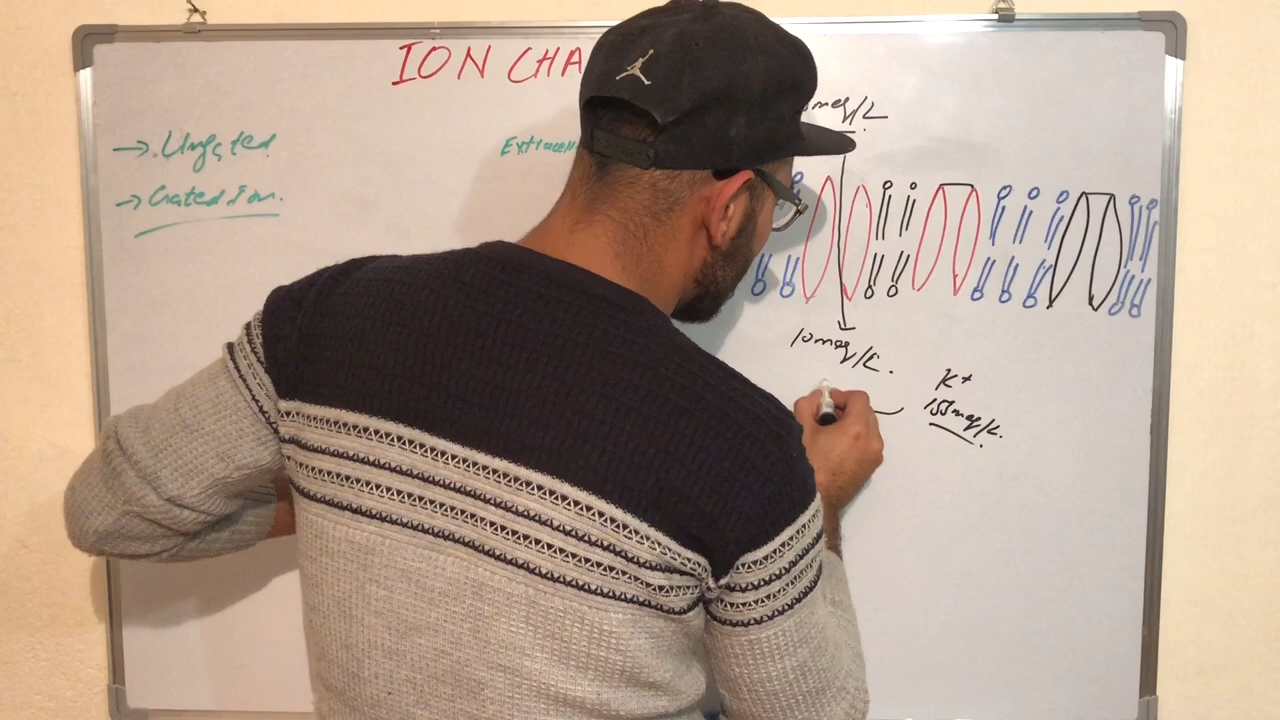 ION CHA
meq/L
→ Ungated
Extracell
→ Gated ion.
10meq/L.
K+
155meq/L.